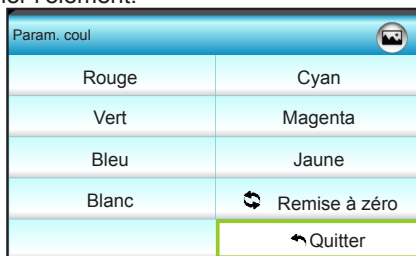 Param. coul
Rouge Cyan
Vert Magenta
Bleu Jaune
Blanc Remise à zéro
Quitter